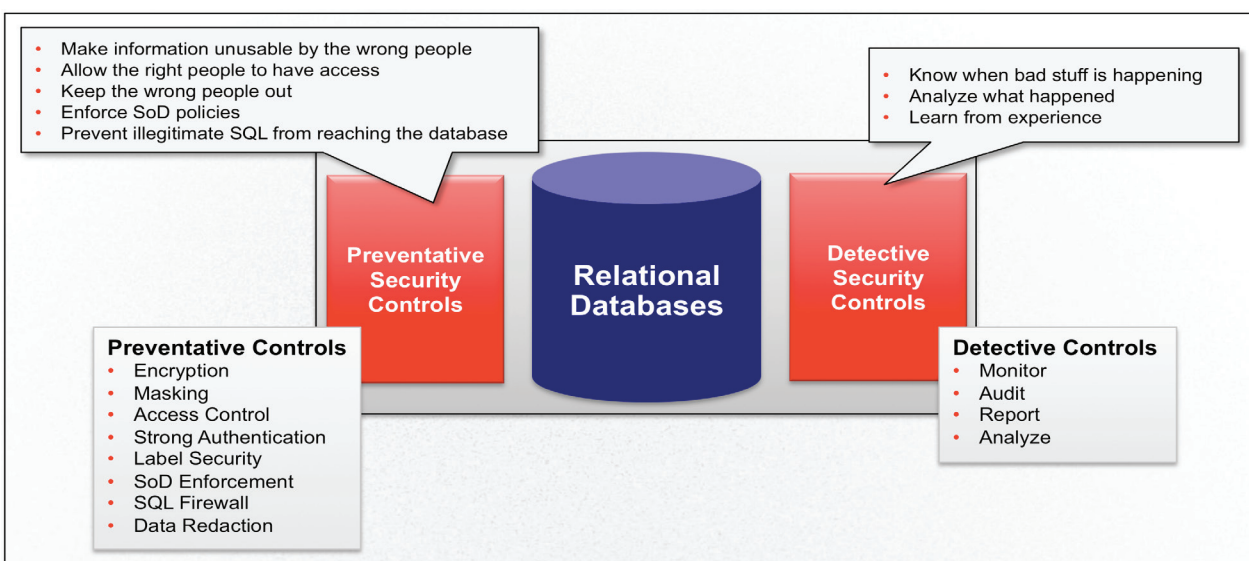 • Make information unusable by the wrong people
• Allow the right people to have access
• Keep the wrong people out
• Enforce SoD policies
• Prevent illegitimate SQL from reaching the database
• Know when bad stuff is happening
• Analyze what happened
• Learn from experience
Preventative
Security
Controls
Relational
Databases
Detective
Security
Controls
Preventative Controls
• Encryption
• Masking
• Access Control
• Strong Authentication
• Label Security
• SoD Enforcement
• SQL Firewall
• Data Redaction
Detective Controls
• Monitor
• Audit
• Report
• Analyze